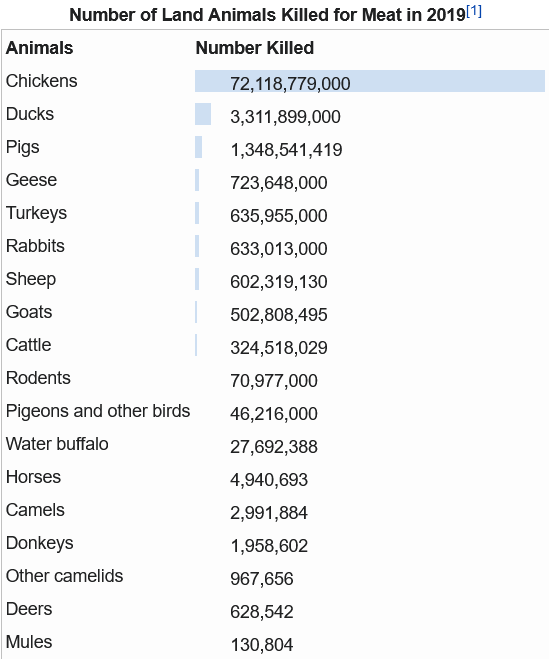 Number of Land Animals Killed for Meat in 2019[1]
Animals Number Killed
Chickens 72,118,779,000
Ducks 3,311,899,000
Pigs 1,348,541,419
Geese 723,648,000
Turkeys 635,955,000
Rabbits 633,013,000
Sheep 602,319,130
Goats 502,808,495
Cattle 324,518,029
Rodents 70,977,000
Pigeons and other birds 46,216,000
Water buffalo 27,692,388
Horses 4,940,693
Camels 2,991,884
Donkeys 1,958,602
Other camelids 967,656
Deers 628,542
Mules 130,804